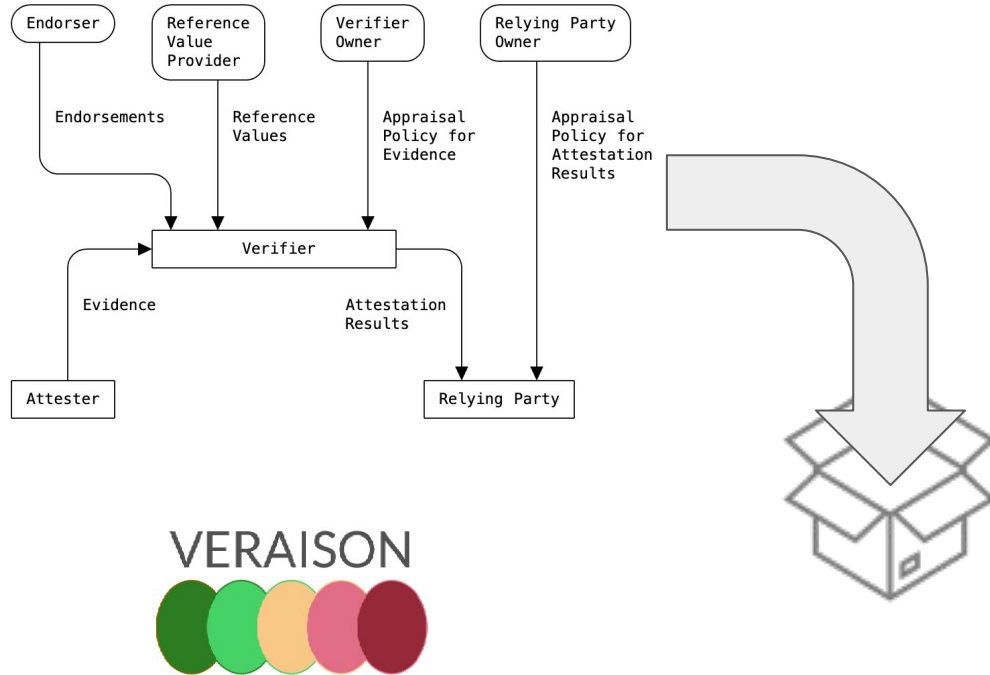 Endorser
Reference
Value
Provider
Verifier
Owner
Relying Party
Owner
Endorsements
Reference
Values
Appraisal
Policy for
Evidence
Appraisal
Policy for
Attestation
Results
Verifier
Evidence
Attestation
Results
Attester
Relying Party
VERAISON